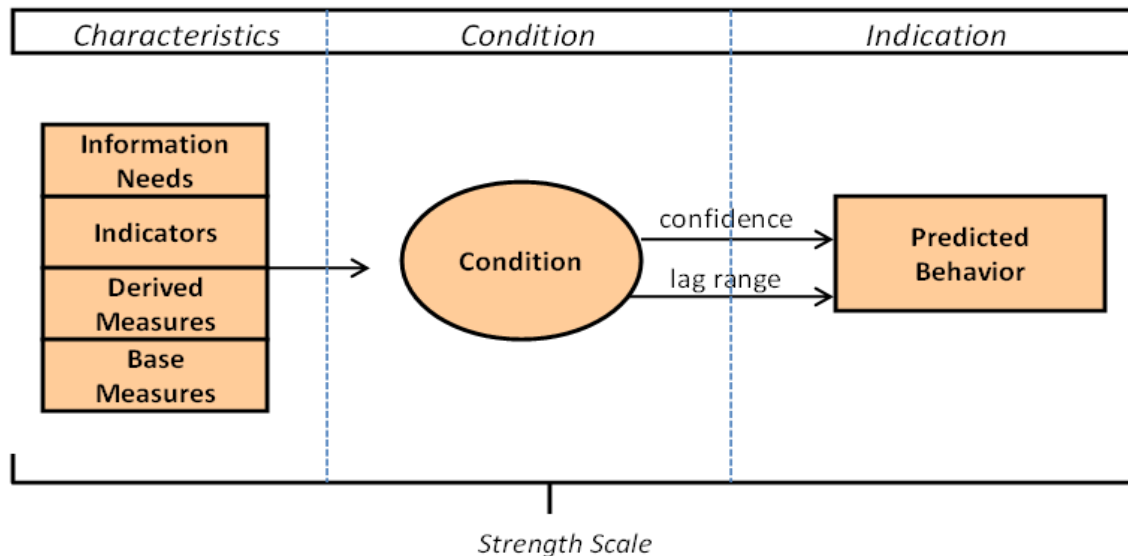 Characteristics
Condition
Indication
Information
Needs
Indicators
Derived
Measures
Base
Measures
Condition
confidence
lag range
Predicted
Behavior
Strength Scale